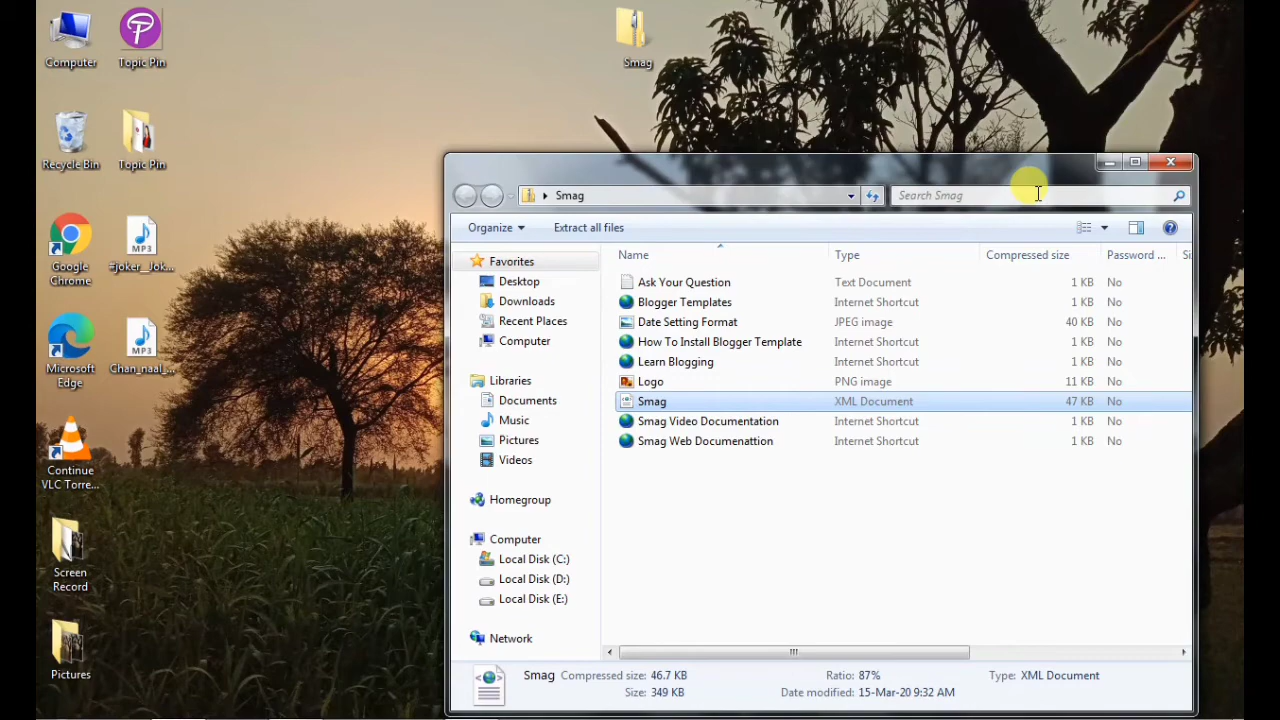 Computer
Topic Pin
Smag
Recycle Bin
Topic Pin
Google
Chrome
MP3
#joker__Jok...
Microsoft
Edge
MP3
Chan_naal_...
Continue
VLC Torre...
Screen
Record
Pictures
Smag
Search Smag
Organize
Extract all files
Name
Type
Compressed size
Password ...
Favorites
Desktop
Downloads
Recent Places
Computer
Libraries
Documents
Music
Pictures
Videos
Homegroup
Computer
Local Disk (C:)
Local Disk (D:)
Local Disk (E:)
Network
Ask Your Question Text Document 1 KB No
Blogger Templates Internet Shortcut 1 KB No
Date Setting Format JPEG image 40 KB No
How To Install Blogger Template Internet Shortcut 1 KB No
Learn Blogging Internet Shortcut 1 KB No
Logo PNG image 11 KB No
Smag XML Document 47 KB No
Smag Video Documentation Internet Shortcut 1 KB No
Smag Web Documenattion Internet Shortcut 1 KB No
Smag Compressed size: 46.7 KB Ratio: 87% Type: XML Document
Size: 349 KB Date modified: 15-Mar-20 9:32 AM